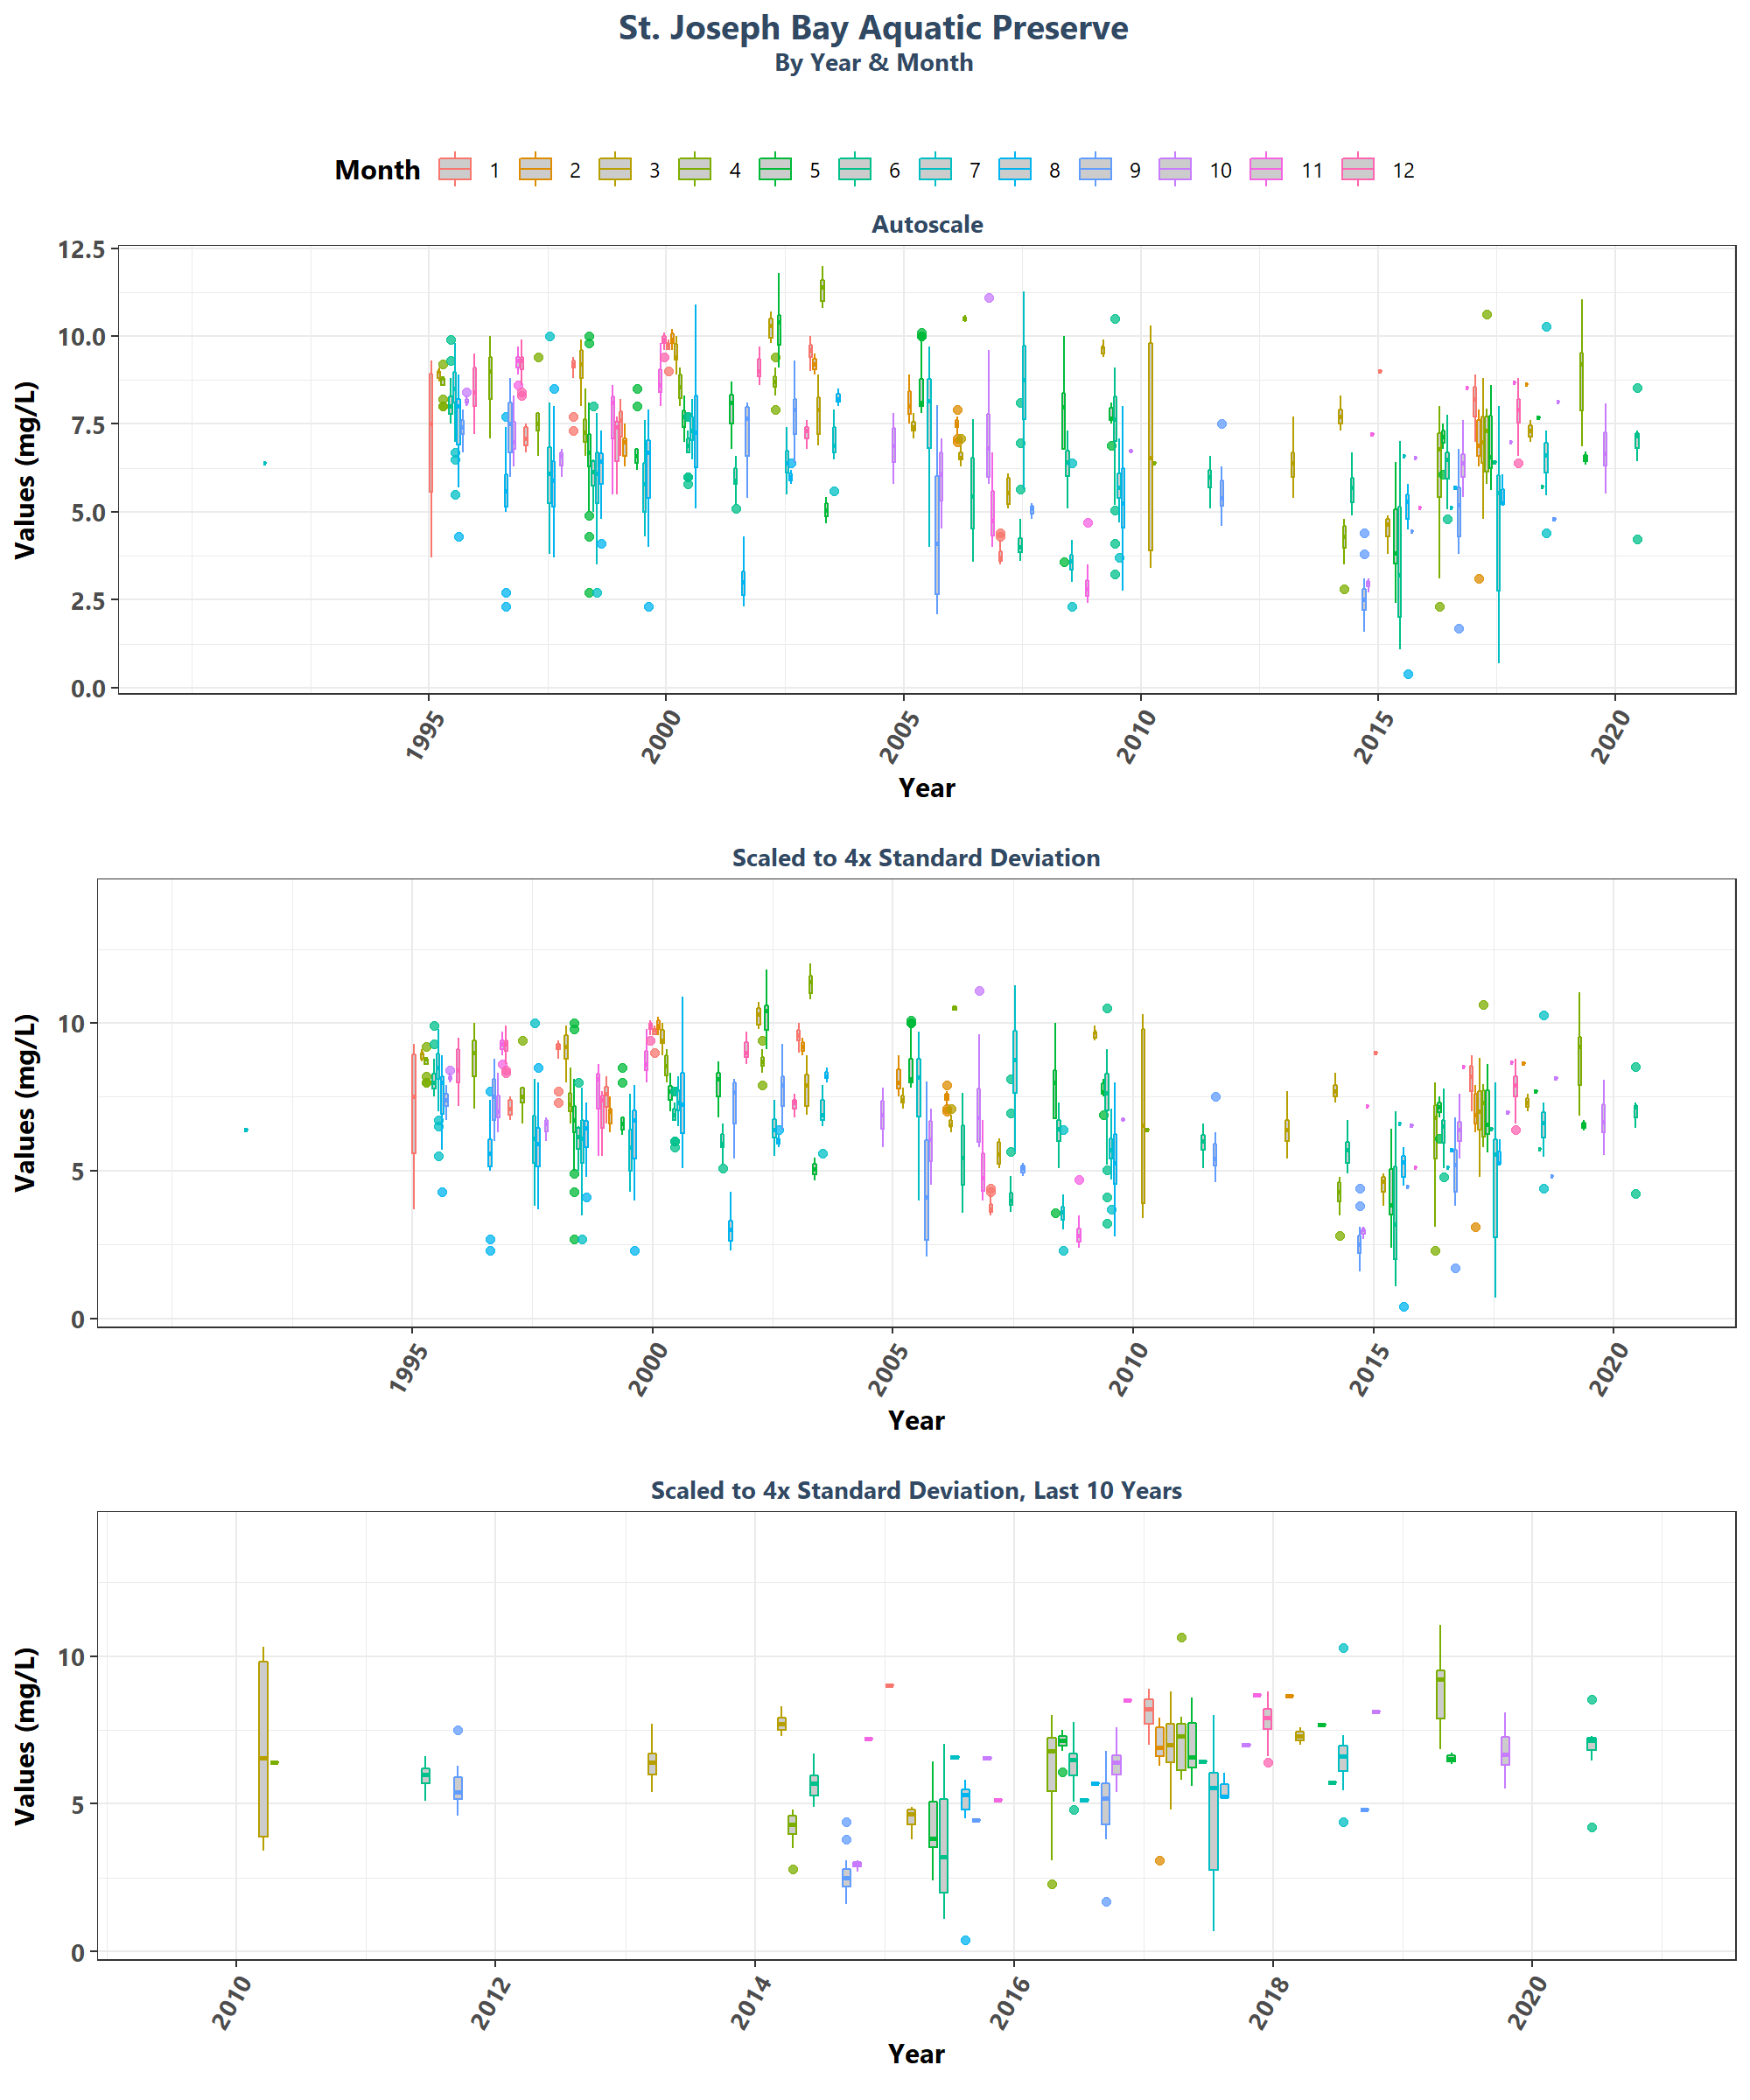 St. Joseph Bay Aquatic Preserve
By Year & Month
Month 1 2 3 4 5 6 7 8 9 10 11 12
Autoscale
Values (mg/L)
12.5
10.0
7.5
5.0
2.5
0.0
1995 2000 2005 2010 2015 2020
Year
Scaled to 4x Standard Deviation
Values (mg/L)
10
5
0
1995 2000 2005 2010 2015 2020
Year
Scaled to 4x Standard Deviation, Last 10 Years
Values (mg/L)
10
5
0
2010 2012 2014 2016 2018 2020
Year